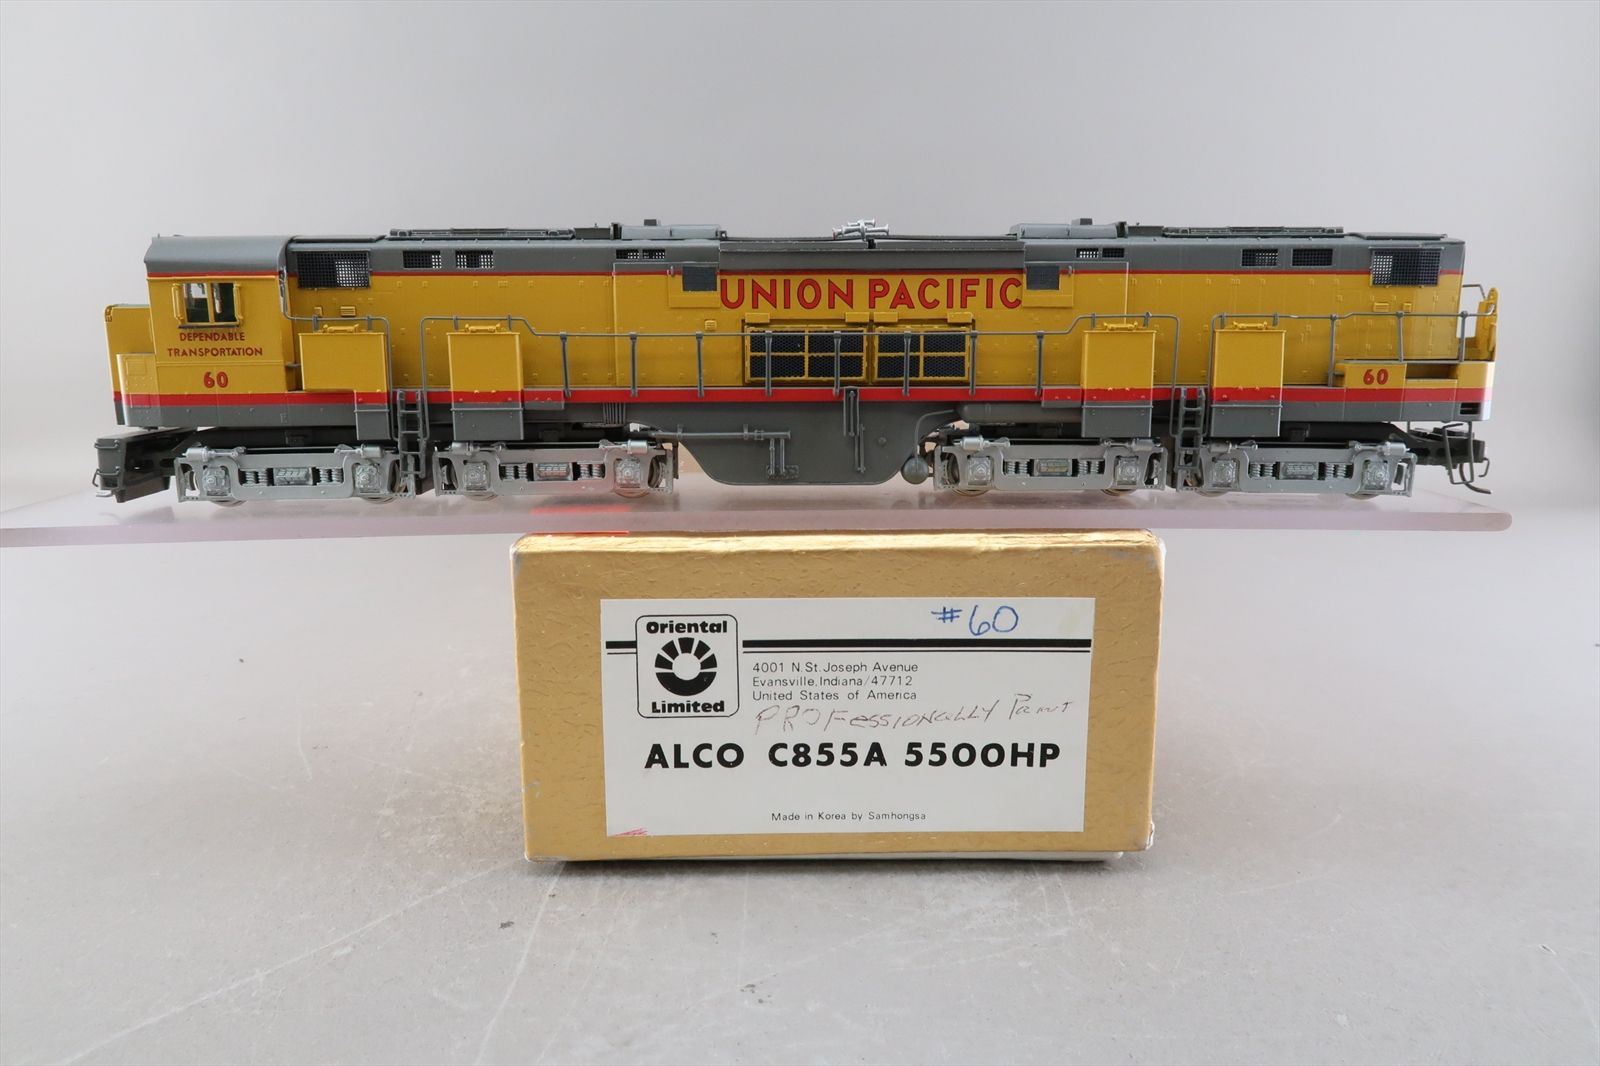 UNION PACIFIC
DEPENDABLE
TRANSPORTATION
60
60
#60
Oriental
Limited
4001 N.St.Joseph Avenue
Evansville,Indiana/47712
United States of America
PROFessionally Paint
ALCO C855A 5500HP
Made in Korea by Samhongsa